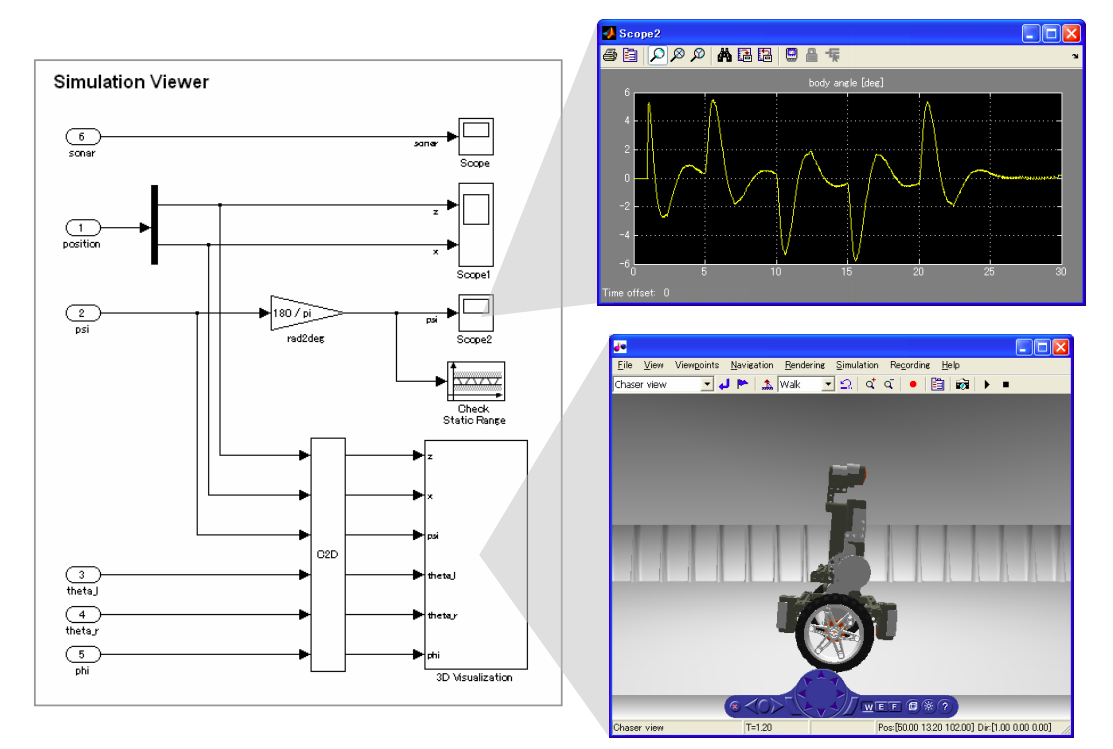 Simulation Viewer
6
sonar
sonar
Scope
1
position
z
x
Scope1
2
psi
180 / pi
rad2deg
psi
Scope2
Check
Static Range
C2D
z
x
psi
theta_l
theta_r
phi
3D Visualization
3
theta_l
4
theta_r
5
phi
Scope2
body angle [deg]
6
4
2
0
-2
-4
-6
0 5 10 15 20 25 30
Time offset: 0
File View Viewpoints Navigation Rendering Simulation Recording Help
Chaser view Walk
W E F ?
Chaser view T=1.20 Pos:[50.00 13.20 102.00] Dir:[1.00 0.00 0.00]